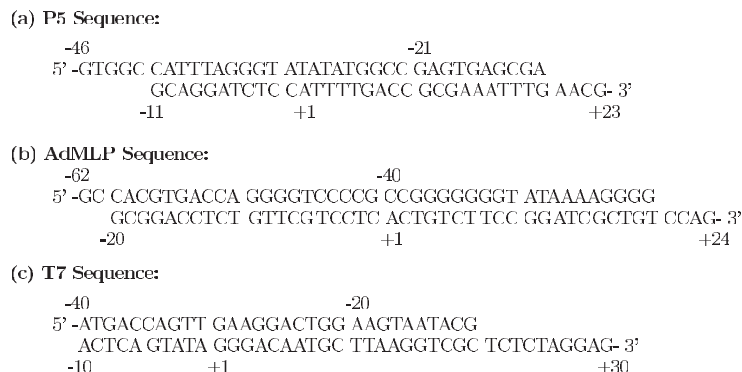 (a) P5 Sequence:
-46 -21
5' -GTGGC CATTTAGGGT ATATATGGCC GAGTGAGCGA
GCAGGATCTC CATTTTGACC GCGAAATTTG AACG- 3'
-11 +1 +23
(b) AdMLP Sequence:
-62 -40
5' -GC CACGTGACCA GGGGTCCCCG CCGGGGGGGT ATAAAAGGGG
GCGGACCTCT GTTCGTCCTC ACTGTCTTCC GGATCGCTGT CCAG- 3'
-20 +1 +24
(c) T7 Sequence:
-40 -20
5' -ATGACCAGTT GAAGGACTGG AAGTAATACG
ACTCA GTATA GGGACAATGC TTAAGGTCGC TCTCTAGGAG- 3'
-10 +1 +30